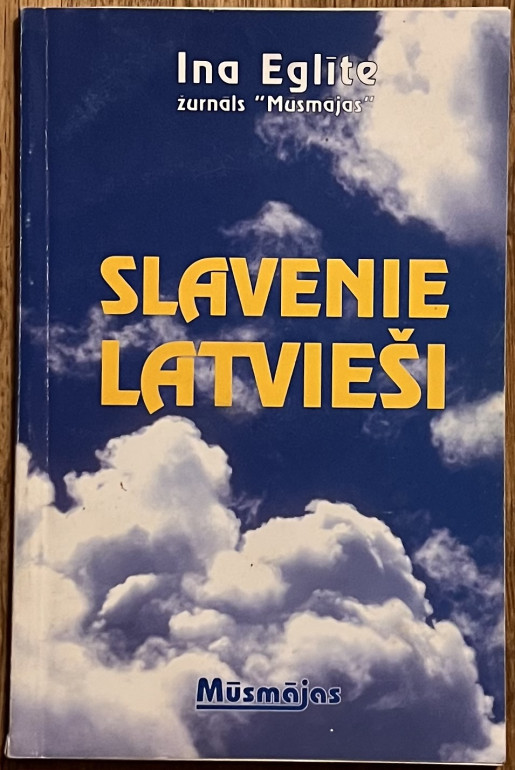 Ina Eglīte
žurnāls "Mūsmājas"
SLAVENIE
LATVIEŠI
Mūsmājas